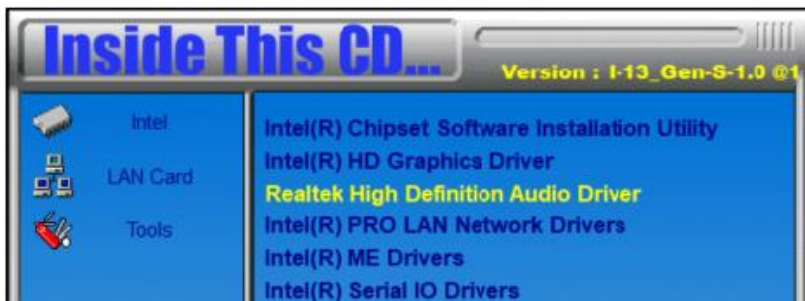 Inside This CD...
Version : I-13_Gen-S-1.0 @1
Intel
LAN Card
Tools
Intel(R) Chipset Software Installation Utility
Intel(R) HD Graphics Driver
Realtek High Definition Audio Driver
Intel(R) PRO LAN Network Drivers
Intel(R) ME Drivers
Intel(R) Serial IO Drivers